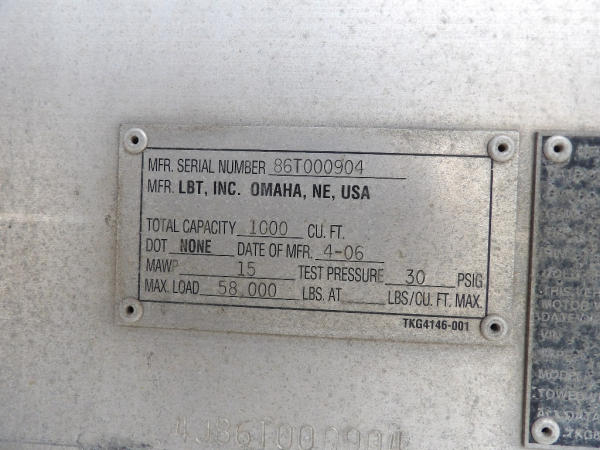 MFR. SERIAL NUMBER 86T000904
MFR. LBT, INC. OMAHA, NE, USA
TOTAL CAPACITY 1000 CU. FT.
DOT NONE DATE OF MFR. 4-06
MAWP 15 TEST PRESSURE 30 PSIG
MAX. LOAD 58,000 LBS. AT LBS/CU. FT. MAX.
TKG4146-001
4J86T000904